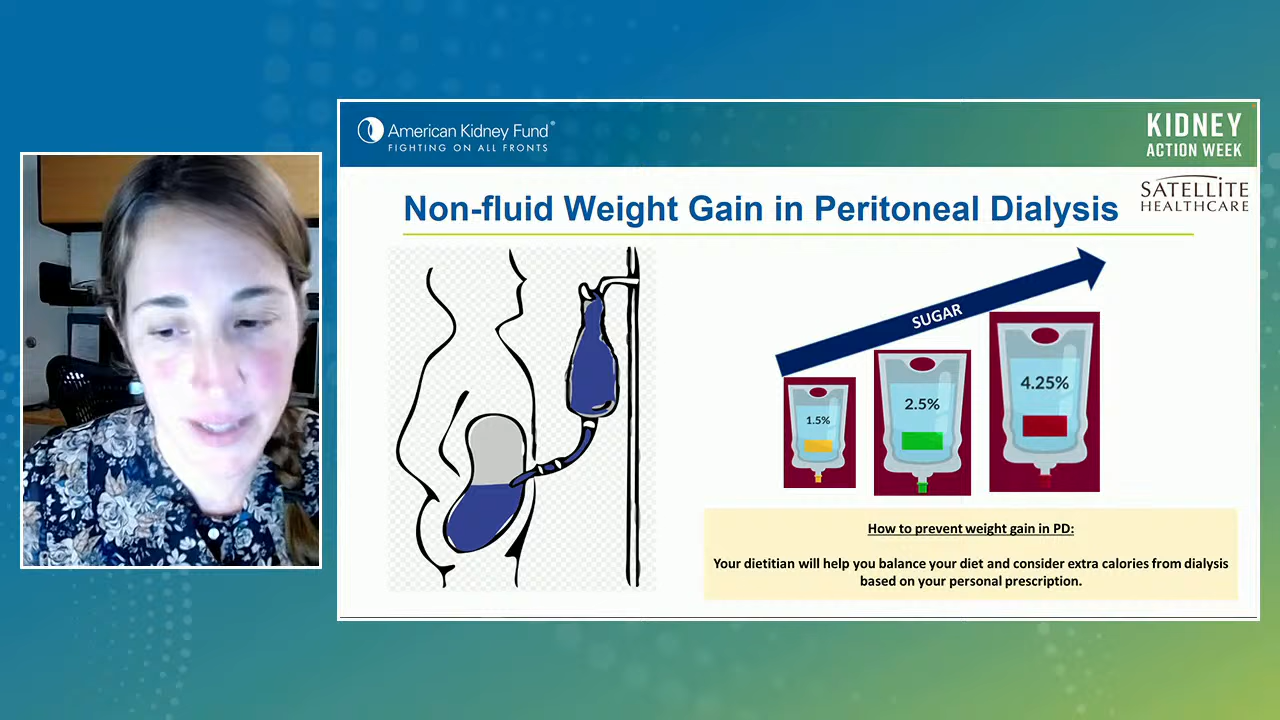 American Kidney Fund®
FIGHTING ON ALL FRONTS
KIDNEY
ACTION WEEK
SATELLITE
HEALTHCARE
Non-fluid Weight Gain in Peritoneal Dialysis
SUGAR
1.5%
2.5%
4.25%
How to prevent weight gain in PD:
Your dietitian will help you balance your diet and consider extra calories from dialysis
based on your personal prescription.